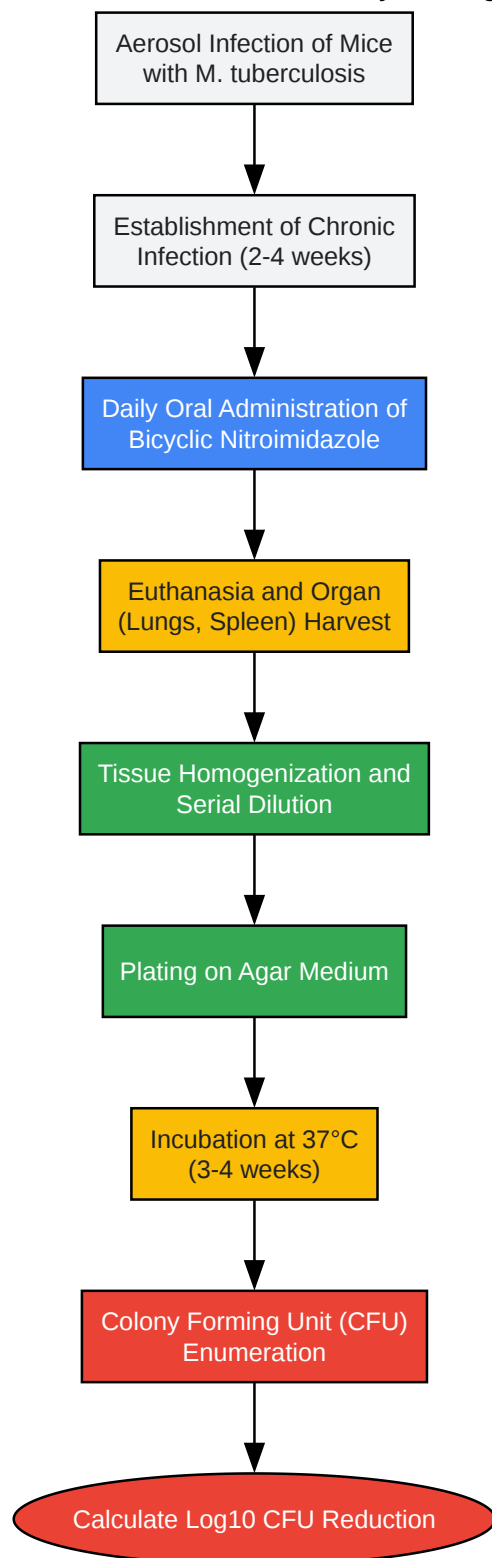 Aerosol Infection of Mice
with M. tuberculosis
Establishment of Chronic
Infection (2-4 weeks)
Daily Oral Administration of
Bicyclic Nitroimidazole
Euthanasia and Organ
(Lungs, Spleen) Harvest
Tissue Homogenization and
Serial Dilution
Plating on Agar Medium
Incubation at 37°C
(3-4 weeks)
Colony Forming Unit (CFU)
Enumeration
Calculate Log10 CFU Reduction